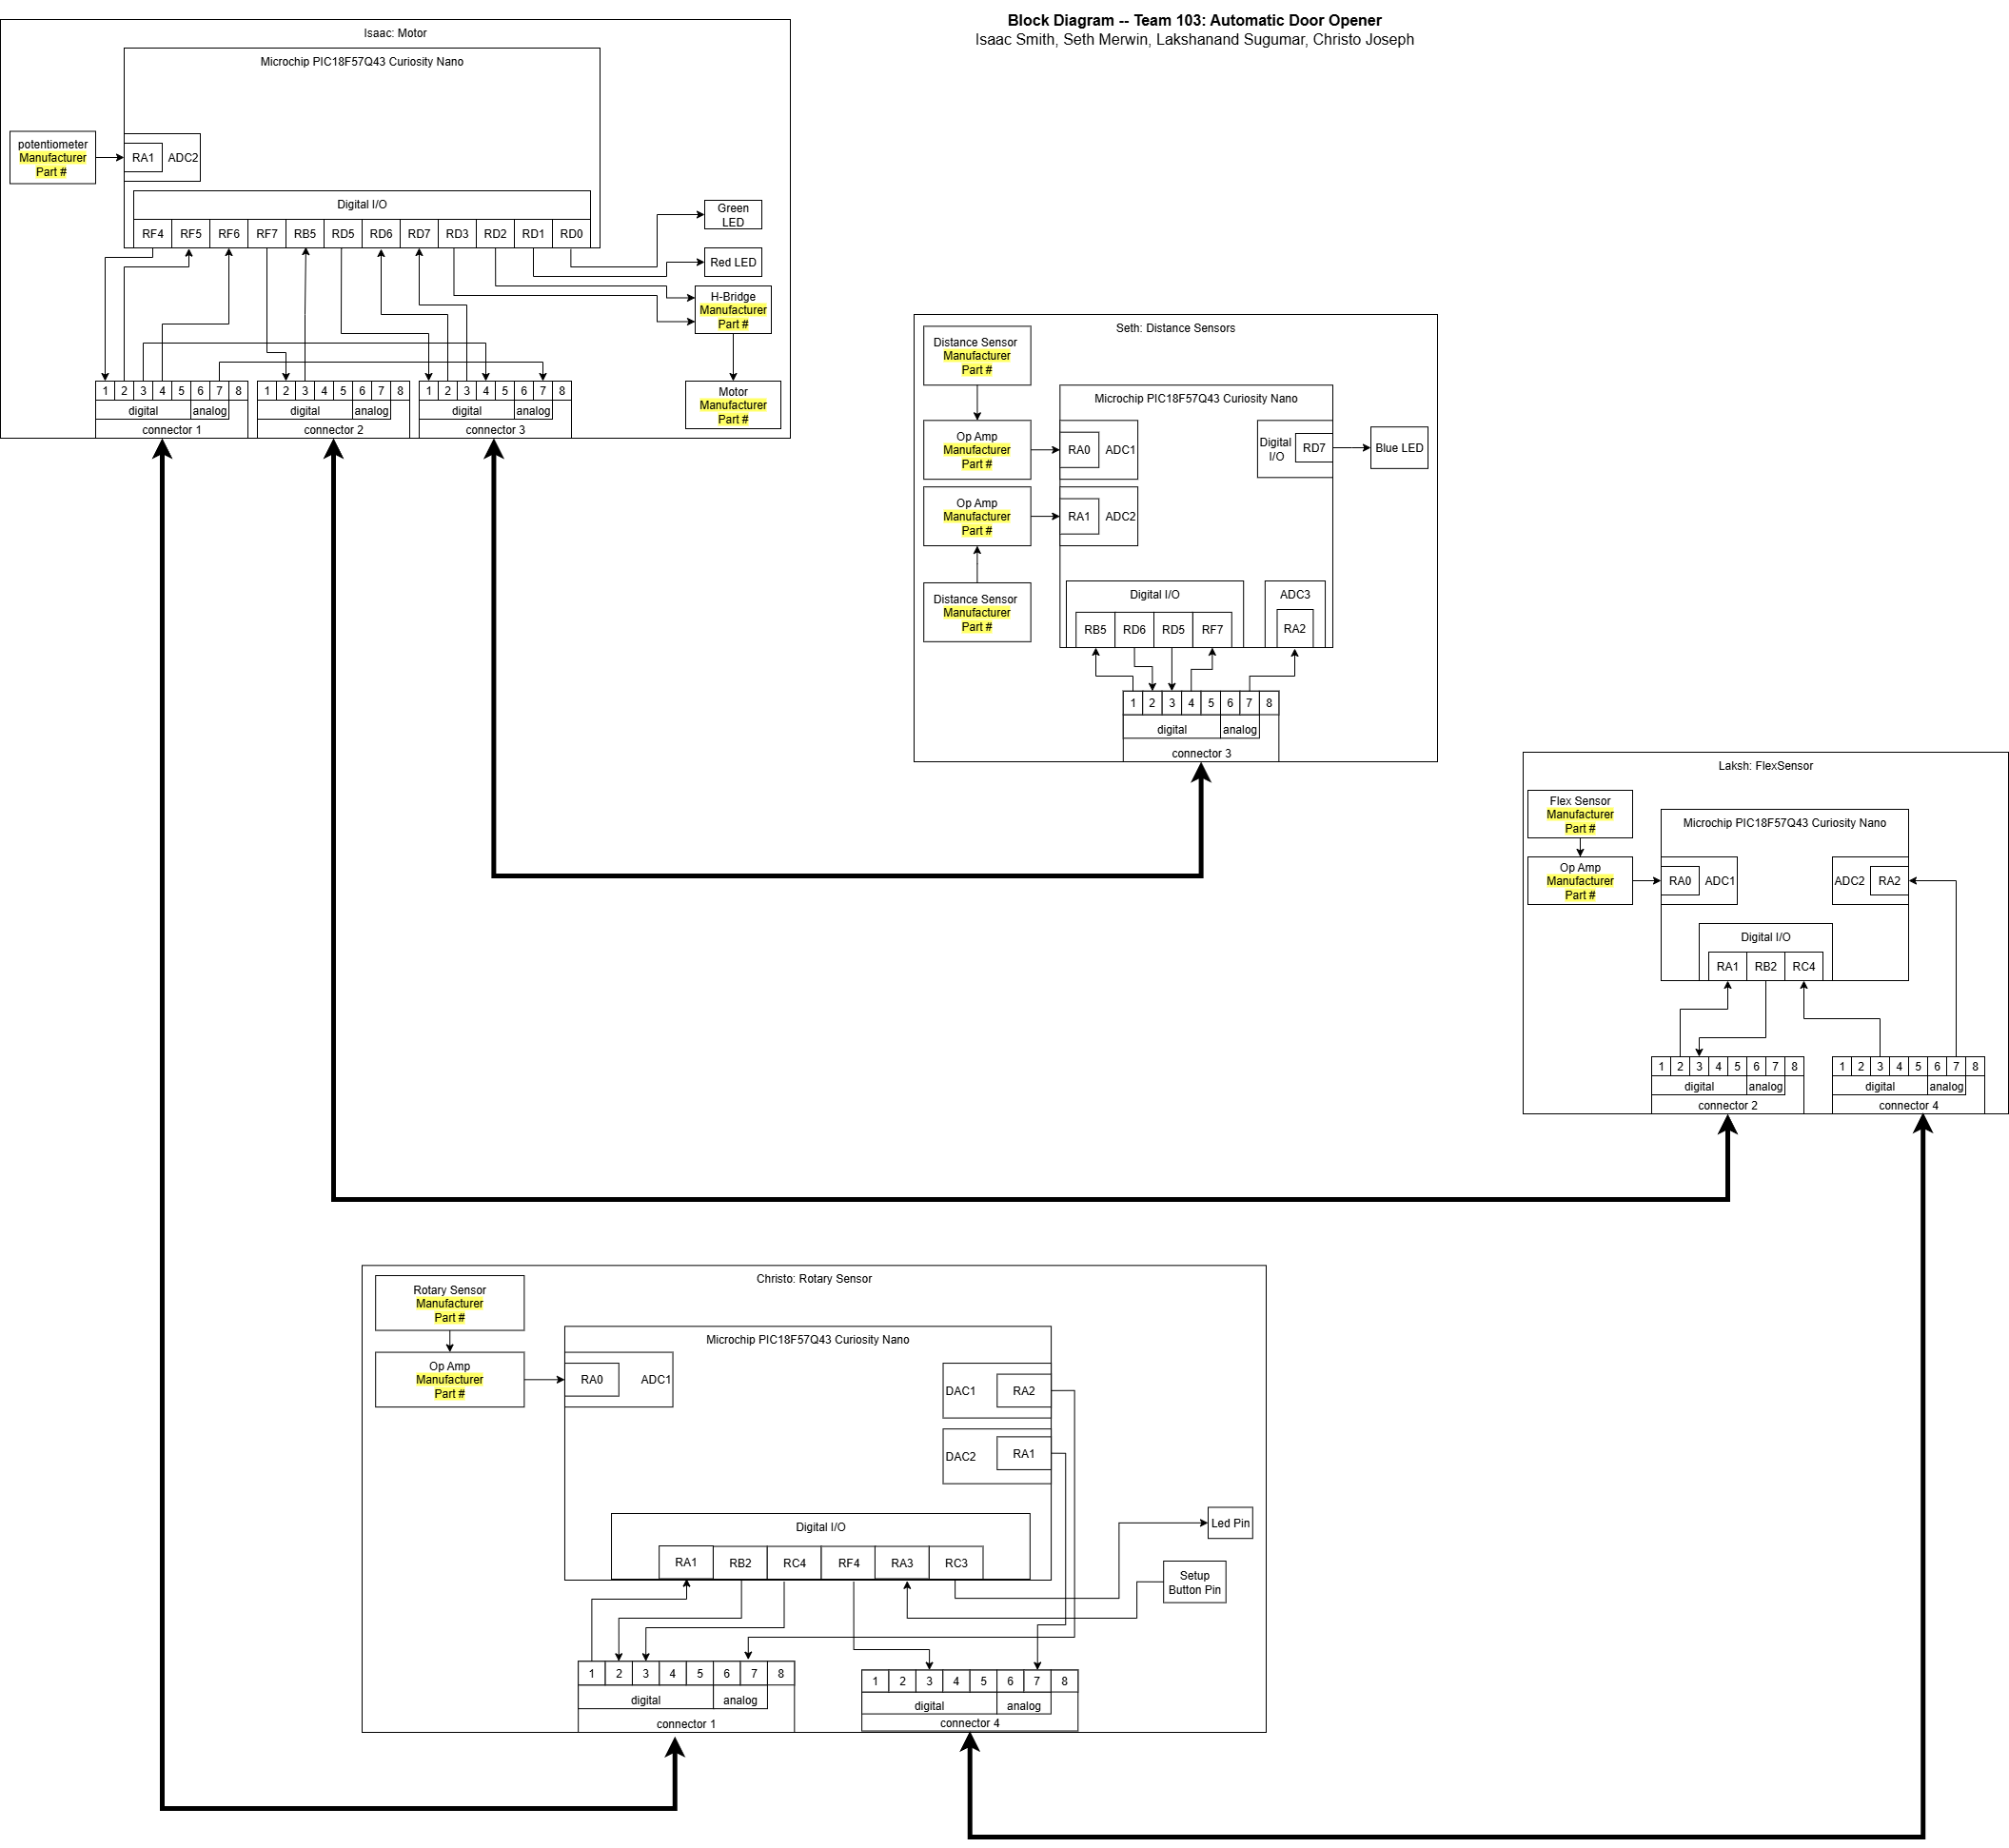 Block Diagram -- Team 103: Automatic Door Opener
Isaac Smith, Seth Merwin, Lakshanand Sugumar, Christo Joseph
Isaac: Motor
Microchip PIC18F57Q43 Curiosity Nano
potentiometer
Manufacturer
Part #
RA1 ADC2
Digital I/O
RF4 RF5 RF6 RF7 RB5 RD5 RD6 RD7 RD3 RD2 RD1 RD0
Green
LED
Red LED
H-Bridge
Manufacturer
Part #
Motor
Manufacturer
Part #
1 2 3 4 5 6 7 8
digital analog
connector 1
1 2 3 4 5 6 7 8
digital analog
connector 2
1 2 3 4 5 6 7 8
digital analog
connector 3
Seth: Distance Sensors
Distance Sensor
Manufacturer
Part #
Microchip PIC18F57Q43 Curiosity Nano
Op Amp
Manufacturer
Part #
RA0 ADC1
Digital
I/O
RD7
Blue LED
Op Amp
Manufacturer
Part #
RA1 ADC2
Distance Sensor
Manufacturer
Part #
Digital I/O
RB5 RD6 RD5 RF7
ADC3
RA2
1 2 3 4 5 6 7 8
digital analog
connector 3
Laksh: FlexSensor
Flex Sensor
Manufacturer
Part #
Microchip PIC18F57Q43 Curiosity Nano
Op Amp
Manufacturer
Part #
RA0 ADC1
ADC2 RA2
Digital I/O
RA1 RB2 RC4
1 2 3 4 5 6 7 8
digital analog
connector 2
1 2 3 4 5 6 7 8
digital analog
connector 4
Christo: Rotary Sensor
Rotary Sensor
Manufacturer
Part #
Microchip PIC18F57Q43 Curiosity Nano
Op Amp
Manufacturer
Part #
RA0 ADC1
DAC1 RA2
DAC2 RA1
Digital I/O
RA1 RB2 RC4 RF4 RA3 RC3
Led Pin
Setup
Button Pin
1 2 3 4 5 6 7 8
digital analog
connector 1
1 2 3 4 5 6 7 8
digital analog
connector 4